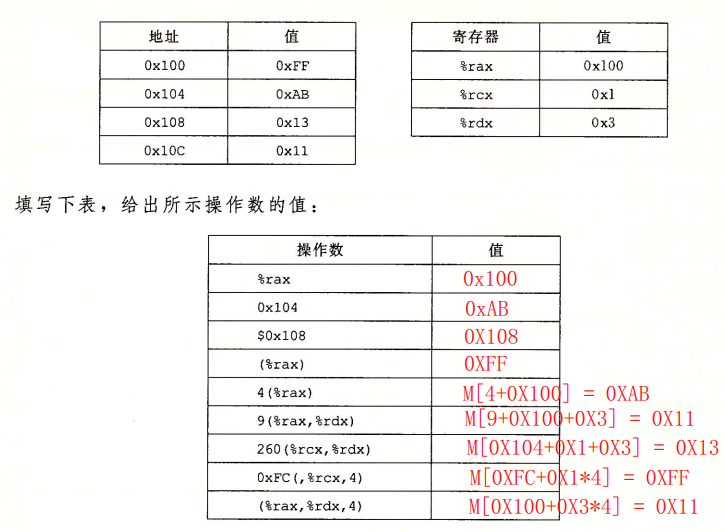 地址 值
0x100 0xFF
0x104 0xAB
0x108 0x13
0x10C 0x11
寄存器 值
%rax 0x100
%rcx 0x1
%rdx 0x3
填写下表，给出所示操作数的值：
操作数 值
%rax 0x100
0x104 0xAB
$0x108 0X108
(%rax) 0XFF
4(%rax) M[4+0X100] = 0XAB
9(%rax,%rdx) M[9+0X100+0X3] = 0X11
260(%rcx,%rdx) M[0X104+0X1+0X3] = 0X13
0xFC(,%rcx,4) M[0XFC+0X1*4] = 0XFF
(%rax,%rdx,4) M[0X100+0X3*4] = 0X11